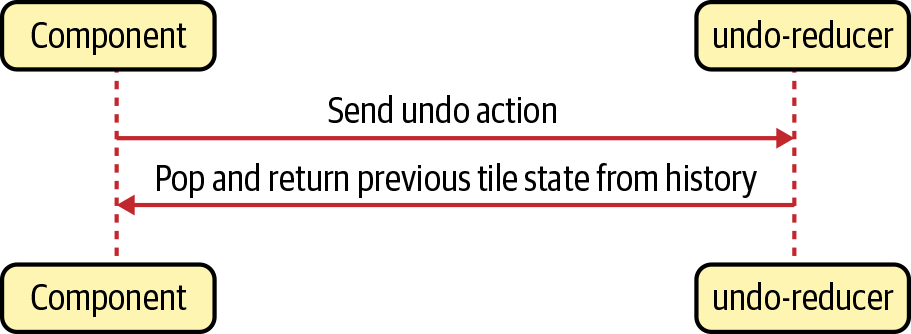 Component
undo-reducer
Send undo action
Pop and return previous tile state from history
Component
undo-reducer